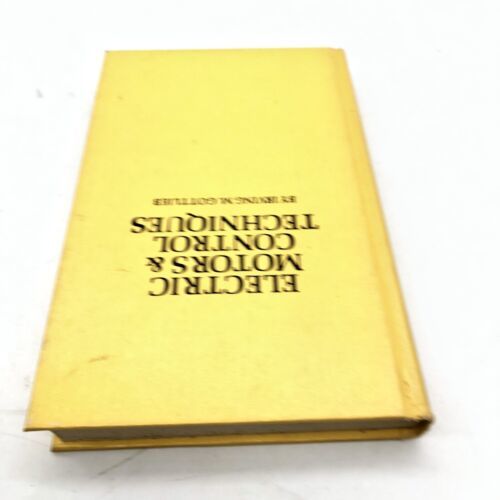 ELECTRIC
MOTORS &
CONTROL
TECHNIQUES
BY IRVING M. GOTTLIEB